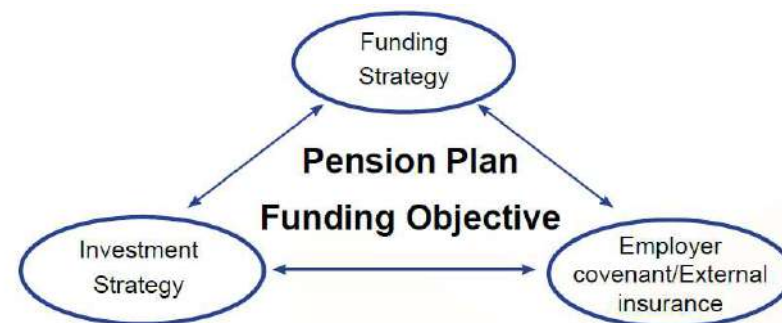 Funding
Strategy
Pension Plan
Funding Objective
Investment
Strategy
Employer
covenant/External
insurance